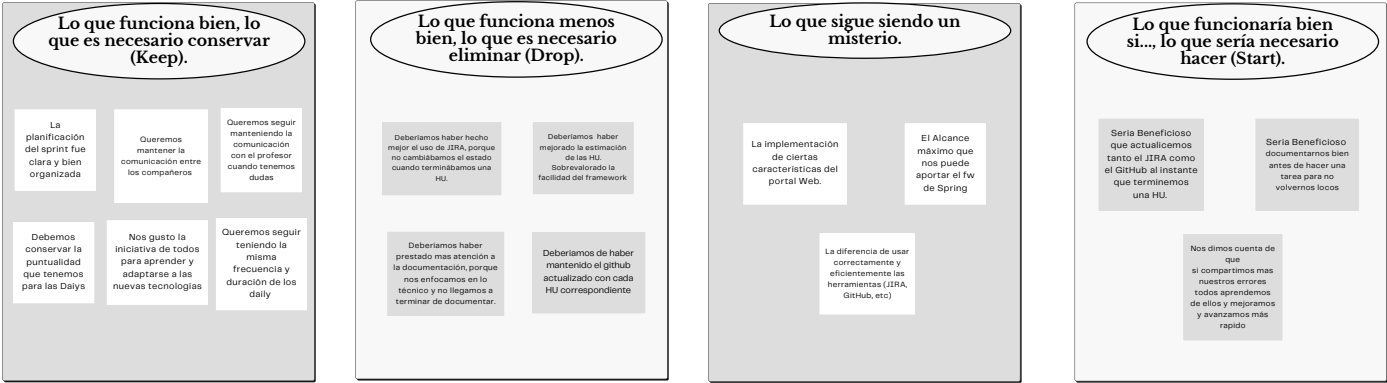 Lo que funciona bien, lo
que es necesario conservar
(Keep).
La
planificación
del sprint fue
clara y bien
organizada
Queremos
mantener la
comunicación entre
los compañeros
Queremos seguir
manteniendo la
comunicación
con el profesor
cuando tenemos
dudas
Debemos
conservar la
puntualidad
que tenemos
para las Daiys
Nos gusto la
iniciativa de todos
para aprender y
adaptarse a las
nuevas tecnologías
Queremos seguir
teniendo la
misma
frecuencia y
duración de los
daily
Lo que funciona menos
bien, lo que es necesario
eliminar (Drop).
Deberíamos haber hecho
mejor el uso de JIRA, porque
no cambiábamos el estado
cuando terminábamos una
HU.
Deberíamos haber
mejorado la estimación
de las HU.
Sobrevalorado la
facilidad del framework
Deberíamos haber
prestado mas atención a
la documentación, porque
nos enfocamos en lo
técnico y no llegamos a
terminar de documentar.
Deberíamos de haber
mantenido el github
actualizado con cada
HU correspondiente
Lo que sigue siendo un
misterio.
La implementación
de ciertas
características del
portal Web.
El Alcance
máximo que
nos puede
aportar el fw
de Spring
La diferencia de usar
correctamente y
eficientemente las
herramientas (JIRA,
GitHub, etc)
Lo que funcionaría bien
si..., lo que sería necesario
hacer (Start).
Seria Beneficioso
que actualicemos
tanto el JIRA como
el GitHub al instante
que terminemos
una HU.
Seria Beneficioso
documentarnos bien
antes de hacer una
tarea para no
volvernos locos
Nos dimos cuenta de
que
si compartimos mas
nuestros errores
todos aprendemos
de ellos y mejoramos
y avanzamos más
rapido